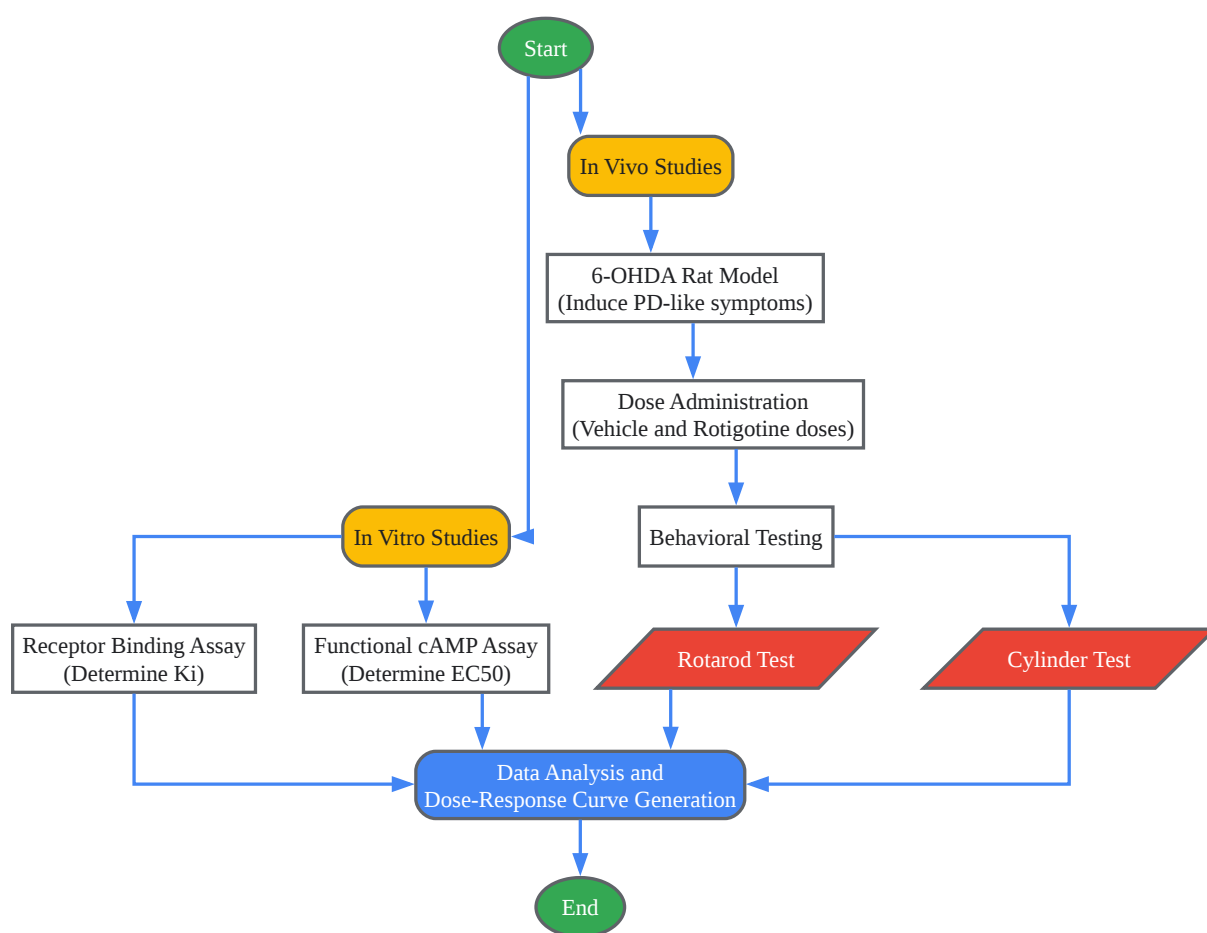 Start
In Vivo Studies
6-OHDA Rat Model
(Induce PD-like symptoms)
Dose Administration
(Vehicle and Rotigotine doses)
In Vitro Studies
Behavioral Testing
Receptor Binding Assay
(Determine Ki)
Functional cAMP Assay
(Determine EC50)
Rotarod Test
Cylinder Test
Data Analysis and
Dose-Response Curve Generation
End